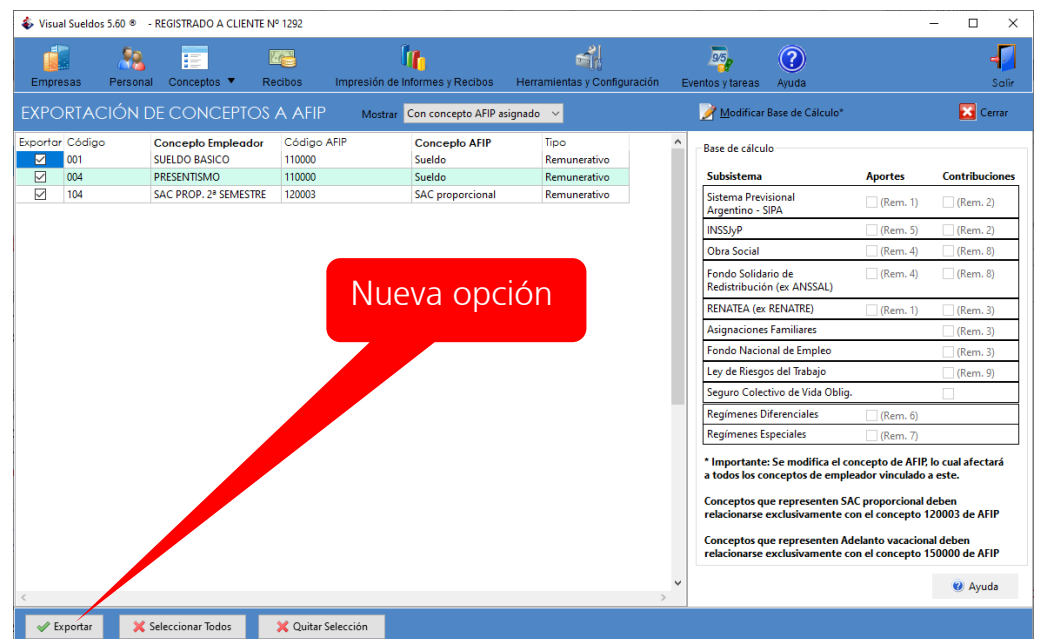 Visual Sueldos 5.60 ® - REGISTRADO A CLIENTE Nº 1292
Empresas Personal Conceptos ▼ Recibos Impresión de Informes y Recibos Herramientas y Configuración Eventos y tareas Ayuda Salir
EXPORTACIÓN DE CONCEPTOS A AFIP Mostrar Con concepto AFIP asignado Modificar Base de Cálculo* Cerrar
Exportar Código Concepto Empleador Código AFIP Concepto AFIP Tipo
001 SUELDO BASICO 110000 Sueldo Remunerativo
004 PRESENTISMO 110000 Sueldo Remunerativo
104 SAC PROP. 2ª SEMESTRE 120003 SAC proporcional Remunerativo
Nueva opción
Base de cálculo
Subsistema Aportes Contribuciones
Sistema Previsional
Argentino - SIPA (Rem. 1) (Rem. 2)
INSSJyP (Rem. 5) (Rem. 2)
Obra Social (Rem. 4) (Rem. 8)
Fondo Solidario de
Redistribución (ex ANSSAL) (Rem. 4) (Rem. 8)
RENATEA (ex RENATRE) (Rem. 1) (Rem. 3)
Asignaciones Familiares (Rem. 3)
Fondo Nacional de Empleo (Rem. 3)
Ley de Riesgos del Trabajo (Rem. 9)
Seguro Colectivo de Vida Oblig.
Regímenes Diferenciales (Rem. 6)
Regímenes Especiales (Rem. 7)
* Importante: Se modifica el concepto de AFIP, lo cual afectará
a todos los conceptos de empleador vinculado a este.
Conceptos que representen SAC proporcional deben
relacionarse exclusivamente con el concepto 120003 de AFIP
Conceptos que representen Adelanto vacacional deben
relacionarse exclusivamente con el concepto 150000 de AFIP
Ayuda
Exportar Seleccionar Todos Quitar Selección